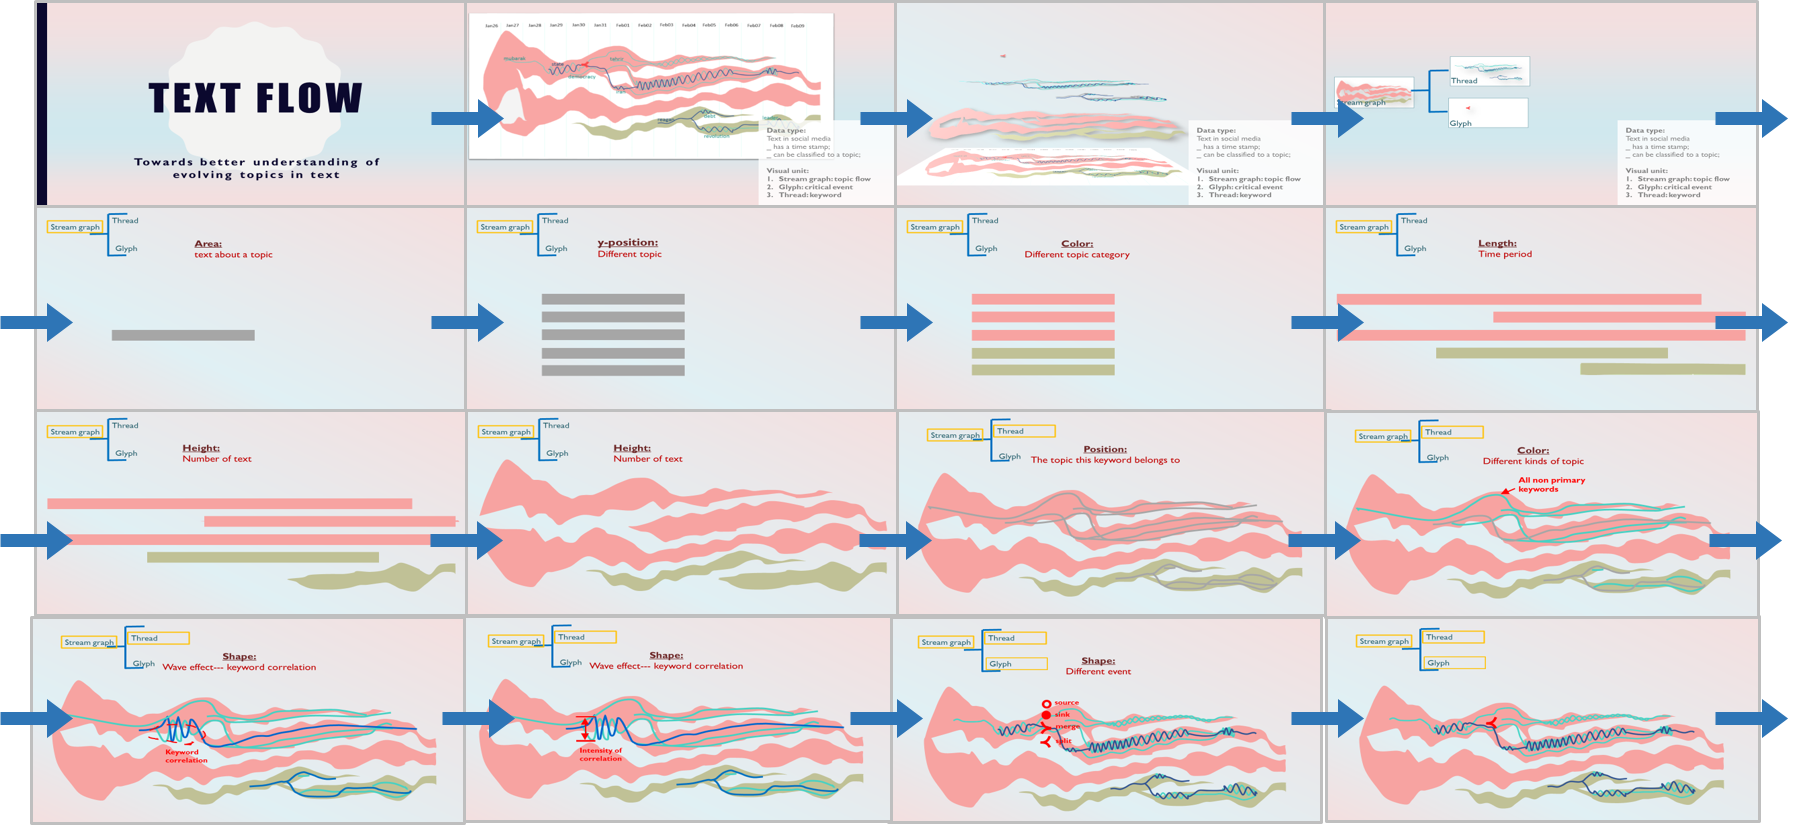 TEXT FLOW
Towards better understanding of
evolving topics in text
Jan26 Jan27 Jan28 Jan29 Jan30 Jan31 Feb01 Feb02 Feb03 Feb04 Feb05 Feb06 Feb07 Feb08 Feb09
mubarak
state
Data type:
Text in social media
_ has a time stamp;
_ can be classified to a topic;
Visual unit:
1. Stream graph: topic flow
2. Glyph: critical event
3. Thread: keyword
Data type:
Text in social media
_ has a time stamp;
_ can be classified to a topic;
Visual unit:
1. Stream graph: topic flow
2. Glyph: critical event
3. Thread: keyword
Thread
Stream graph
Glyph
Data type:
Text in social media
_ has a time stamp;
_ can be classified to a topic;
Visual unit:
1. Stream graph: topic flow
2. Glyph: critical event
3. Thread: keyword
Thread
Stream graph
Glyph
Area:
text about a topic
Thread
Stream graph
Glyph
y-position:
Different topic
Thread
Stream graph
Glyph
Color:
Different topic category
Thread
Stream graph
Glyph
Length:
Time period
Thread
Stream graph
Glyph
Height:
Number of text
Thread
Stream graph
Glyph
Height:
Number of text
Thread
Stream graph
Glyph
Position:
The topic this keyword belongs to
Thread
Stream graph
Glyph
Color:
Different kinds of topic
All non primary
keywords
Thread
Stream graph
Glyph
Shape:
Wave effect--- keyword correlation
Keyword
correlation
Thread
Stream graph
Glyph
Shape:
Wave effect--- keyword correlation
Intensity of
correlation
Thread
Stream graph
Glyph
Shape:
Different event
source
sink
merge
split
Thread
Stream graph
Glyph